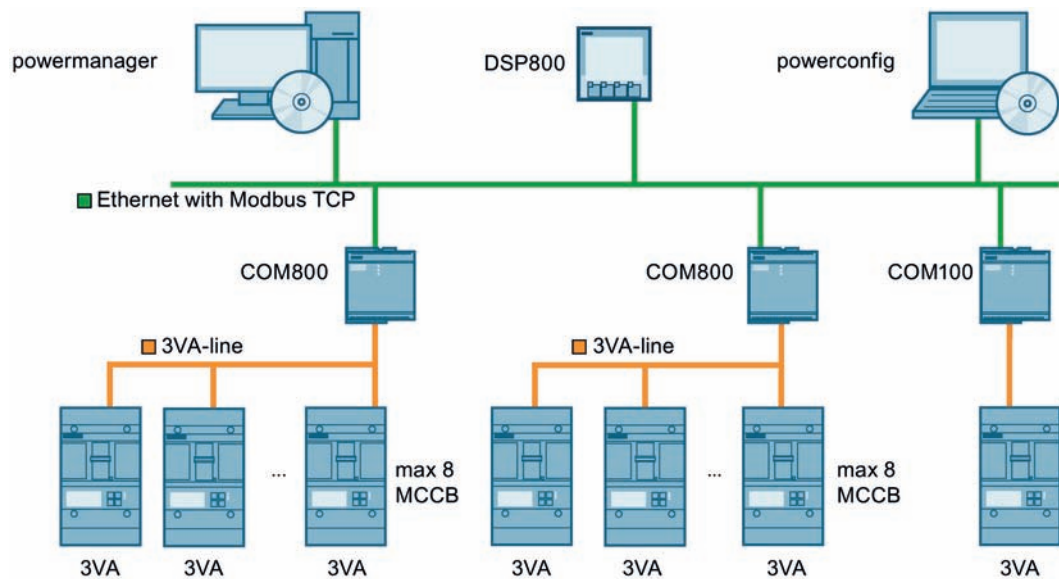 powermanager
DSP800
powerconfig
Ethernet with Modbus TCP
COM800
COM800
COM100
3VA-line
3VA-line
...
max 8
MCCB
...
max 8
MCCB
3VA
3VA
3VA
3VA
3VA
3VA
3VA